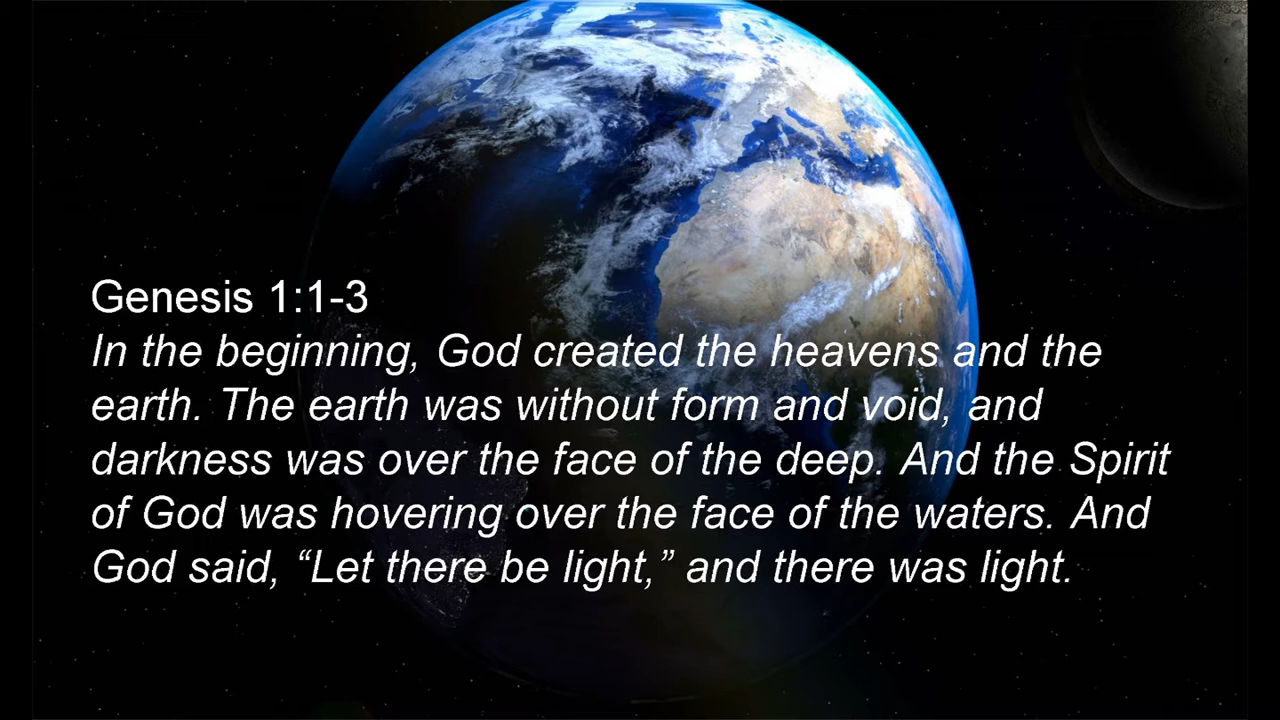 Genesis 1:1-3
In the beginning, God created the heavens and the
earth. The earth was without form and void, and
darkness was over the face of the deep. And the Spirit
of God was hovering over the face of the waters. And
God said, “Let there be light,” and there was light.